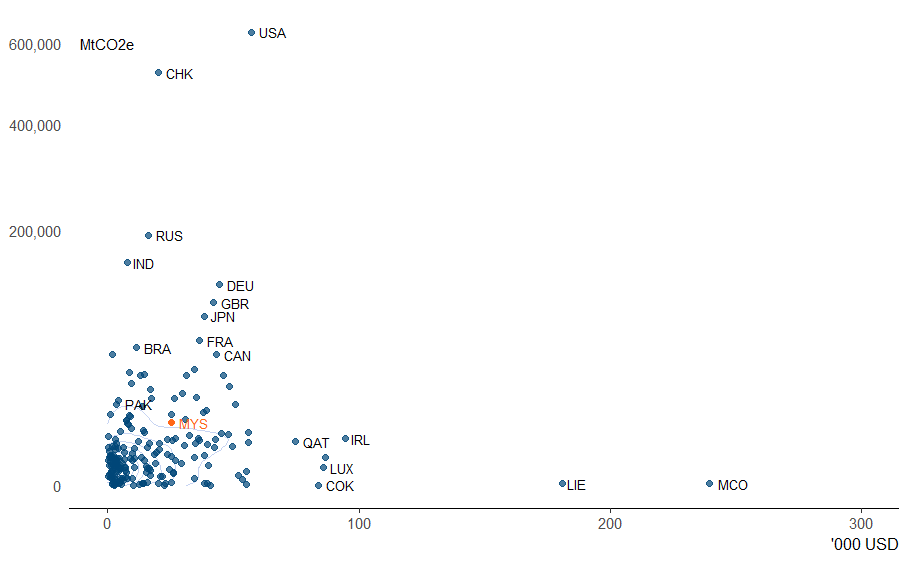 USA
600,000
MtCO2e
CHK
400,000
200,000
RUS
IND
DEU
GBR
JPN
FRA
BRA
CAN
PAK
MYS
QAT
IRL
LUX
0
COK
LIE
MCO
0
100
200
300
'000 USD